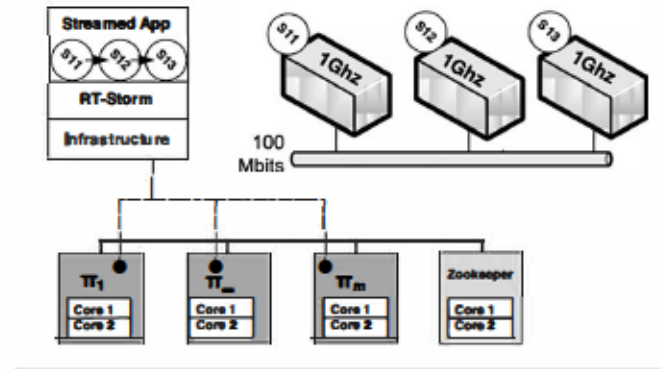 Streamed App
S11 S12 S13
RT-Storm
Infrastructure
S11 S12 S13
1Ghz 1Ghz 1Ghz
100
Mbits
π1 π_ πm Zookeeper
Core 1 Core 1 Core 1 Core 1
Core 2 Core 2 Core 2 Core 2